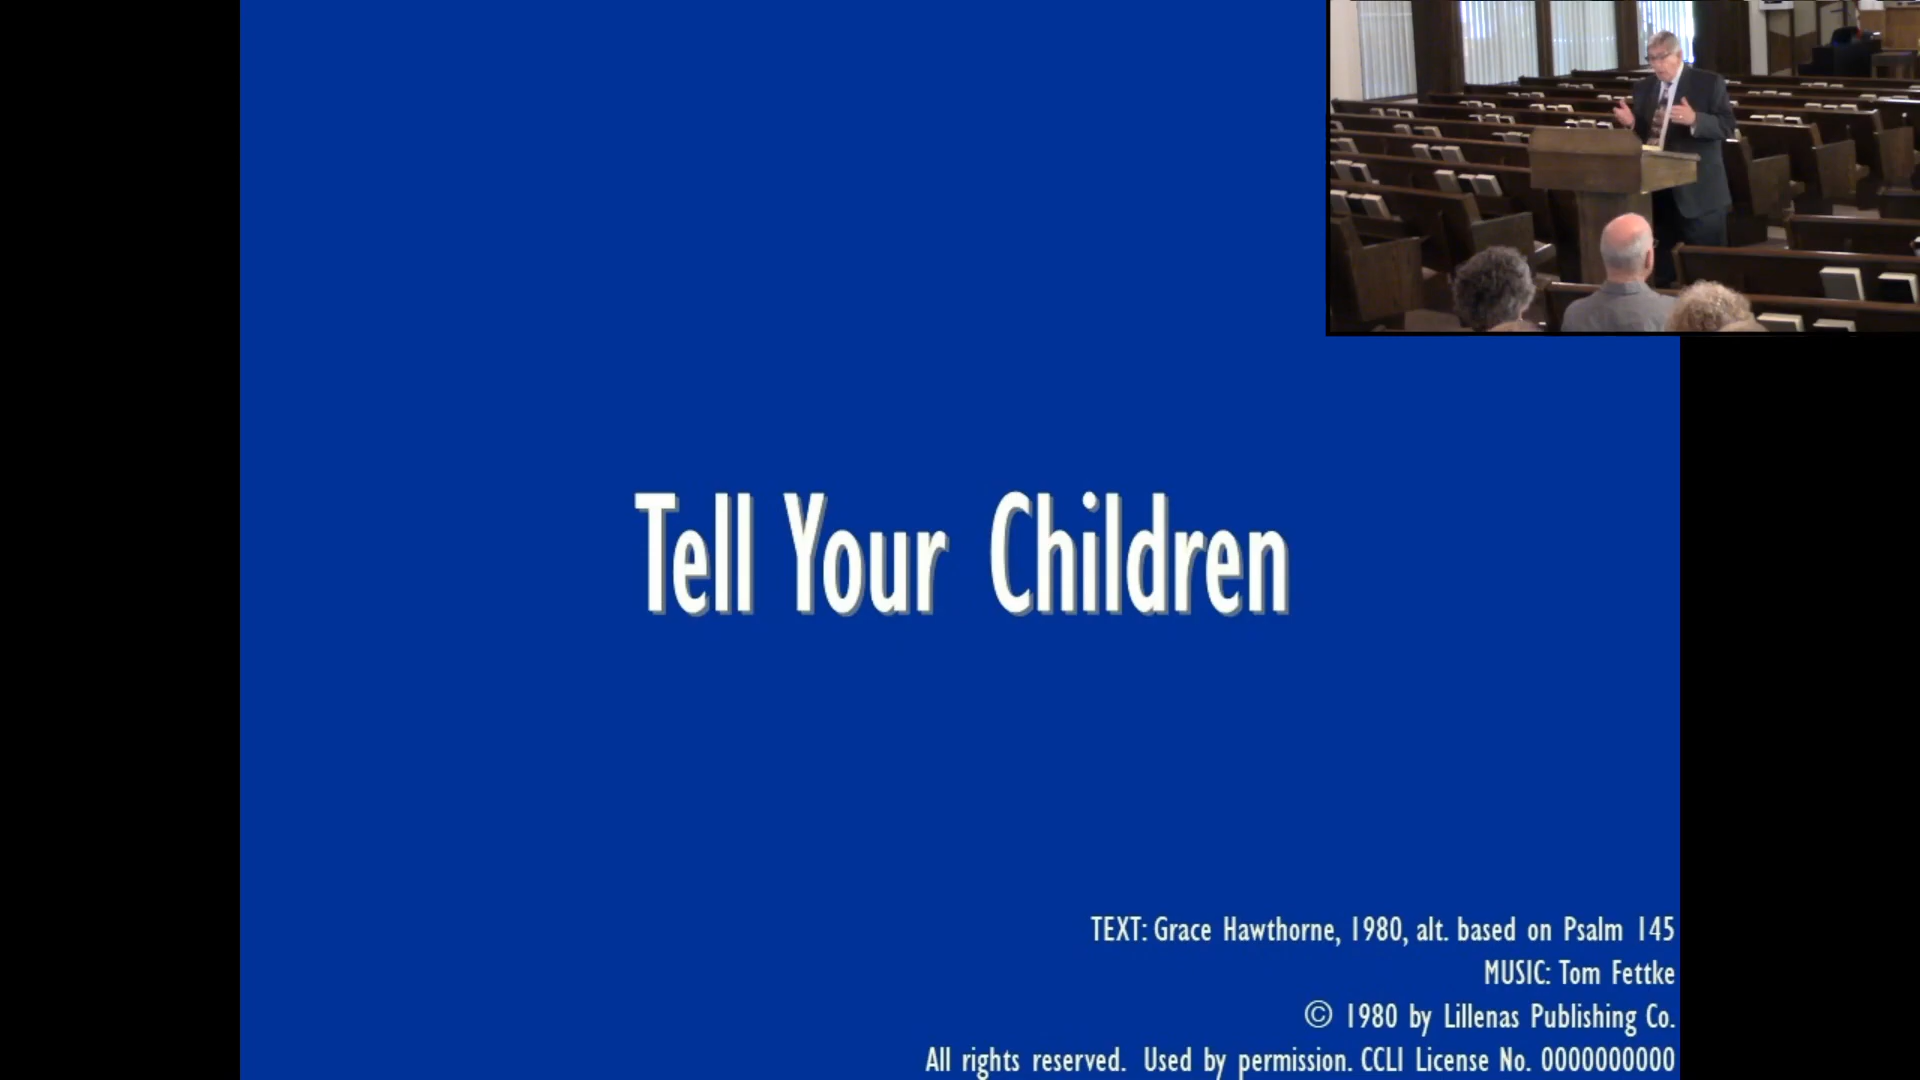 Tell Your Children
TEXT: Grace Hawthorne, 1980, alt. based on Psalm 145
MUSIC: Tom Fettke
© 1980 by Lillenas Publishing Co.
All rights reserved. Used by permission. CCLI License No. 0000000000